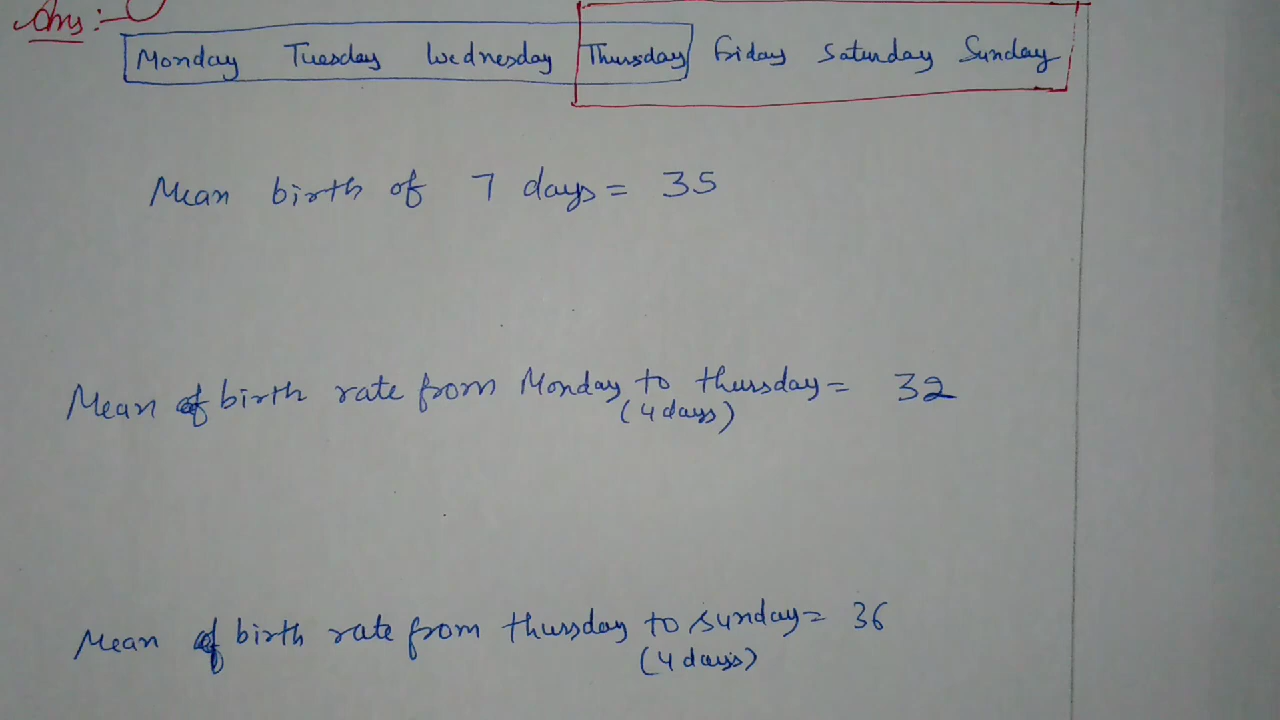 Ans:-
Monday Tuesday Wednesday Thursday Friday Saturday Sunday
Mean birth of 7 days = 35
Mean of birth rate from Monday to thursday = 32
(4 days)
Mean of birth rate from thursday to sunday = 36
(4 days)